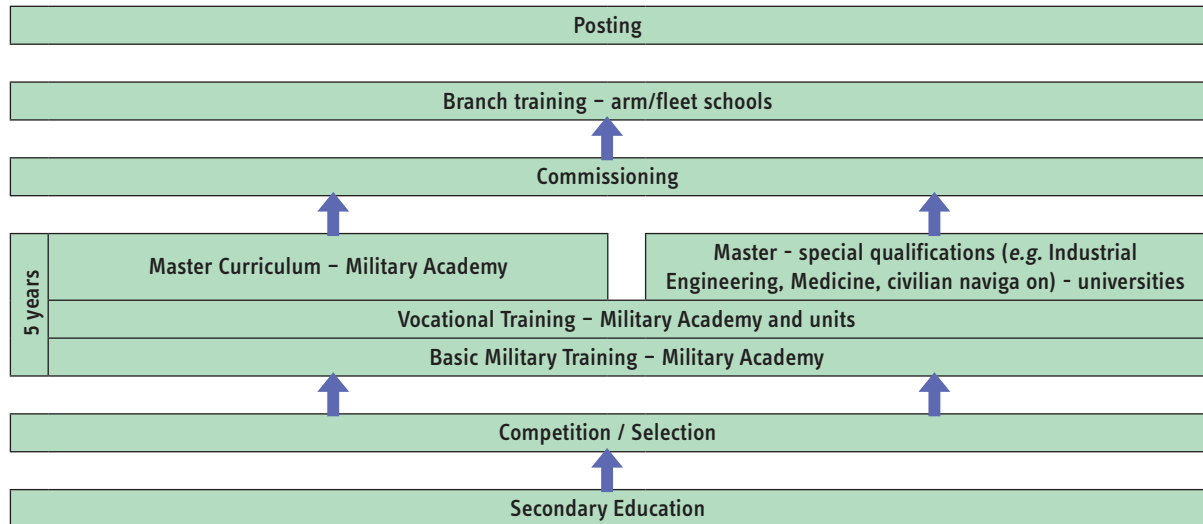 Posting
Branch training – arm/fleet schools
Commissioning
5 years
Master Curriculum – Military Academy
Master - special qualifications (e.g. Industrial
Engineering, Medicine, civilian naviga on) - universities
Vocational Training – Military Academy and units
Basic Military Training – Military Academy
Competition / Selection
Secondary Education